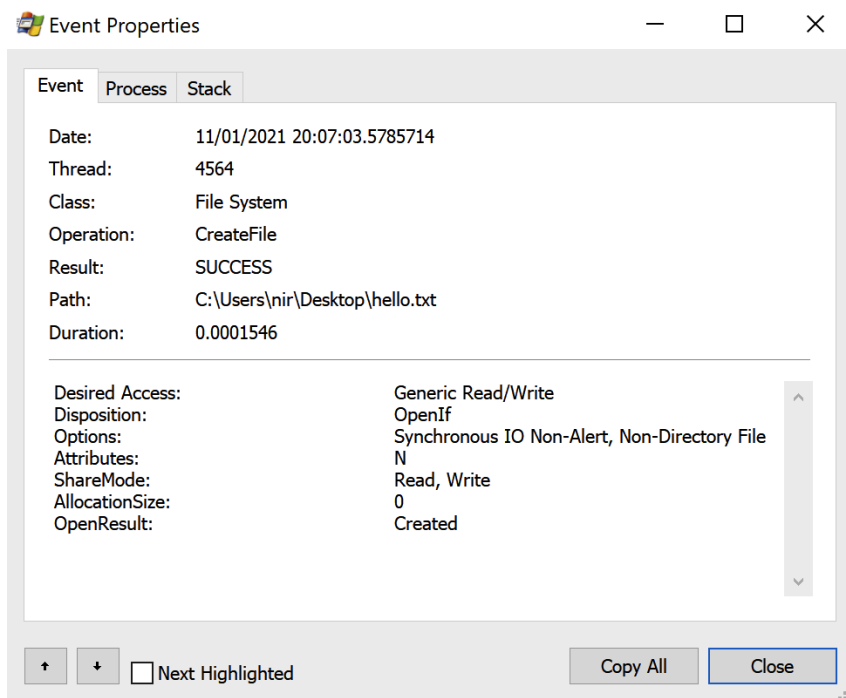 Event Properties
Event Process Stack
Date: 11/01/2021 20:07:03.5785714
Thread: 4564
Class: File System
Operation: CreateFile
Result: SUCCESS
Path: C:\Users\nir\Desktop\hello.txt
Duration: 0.0001546
Desired Access: Generic Read/Write
Disposition: OpenIf
Options: Synchronous IO Non-Alert, Non-Directory File
Attributes: N
ShareMode: Read, Write
AllocationSize: 0
OpenResult: Created
Next Highlighted Copy All Close